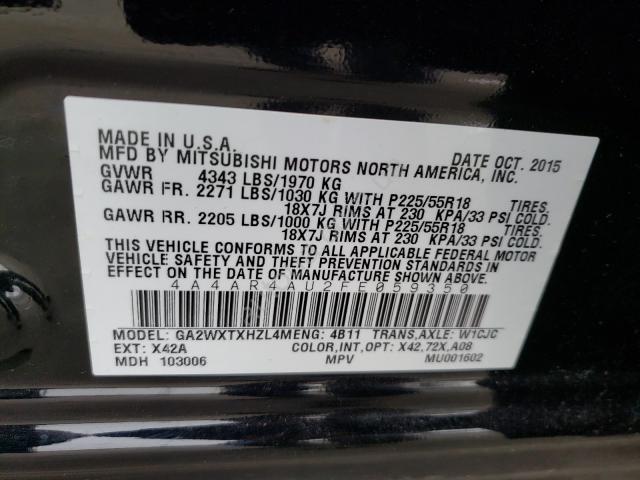 MADE IN U.S.A. DATE OCT. 2015
MFD BY MITSUBISHI MOTORS NORTH AMERICA, INC.
GVWR 4343 LBS/1970 KG
GAWR FR. 2271 LBS/1030 KG WITH P225/55R18 TIRES.
18X7J RIMS AT 230 KPA/33 PSI COLD.
GAWR RR. 2205 LBS/1000 KG WITH P225/55R18 TIRES.
18X7J RIMS AT 230 KPA/33 PSI COLD.
THIS VEHICLE CONFORMS TO ALL APPLICABLE FEDERAL MOTOR
VEHICLE SAFETY AND THEFT PREVENTION STANDARDS IN
EFFECT ON THE DATE OF MANUFACTURE SHOWN ABOVE.
4A4AR4AU2FE059350
MODEL: GA2WXTXHZL4MENG: 4B11 TRANS,AXLE: W1CJC
EXT: X42A COLOR,INT,OPT: X42,72X,A08
MDH 103006 MPV MU001602